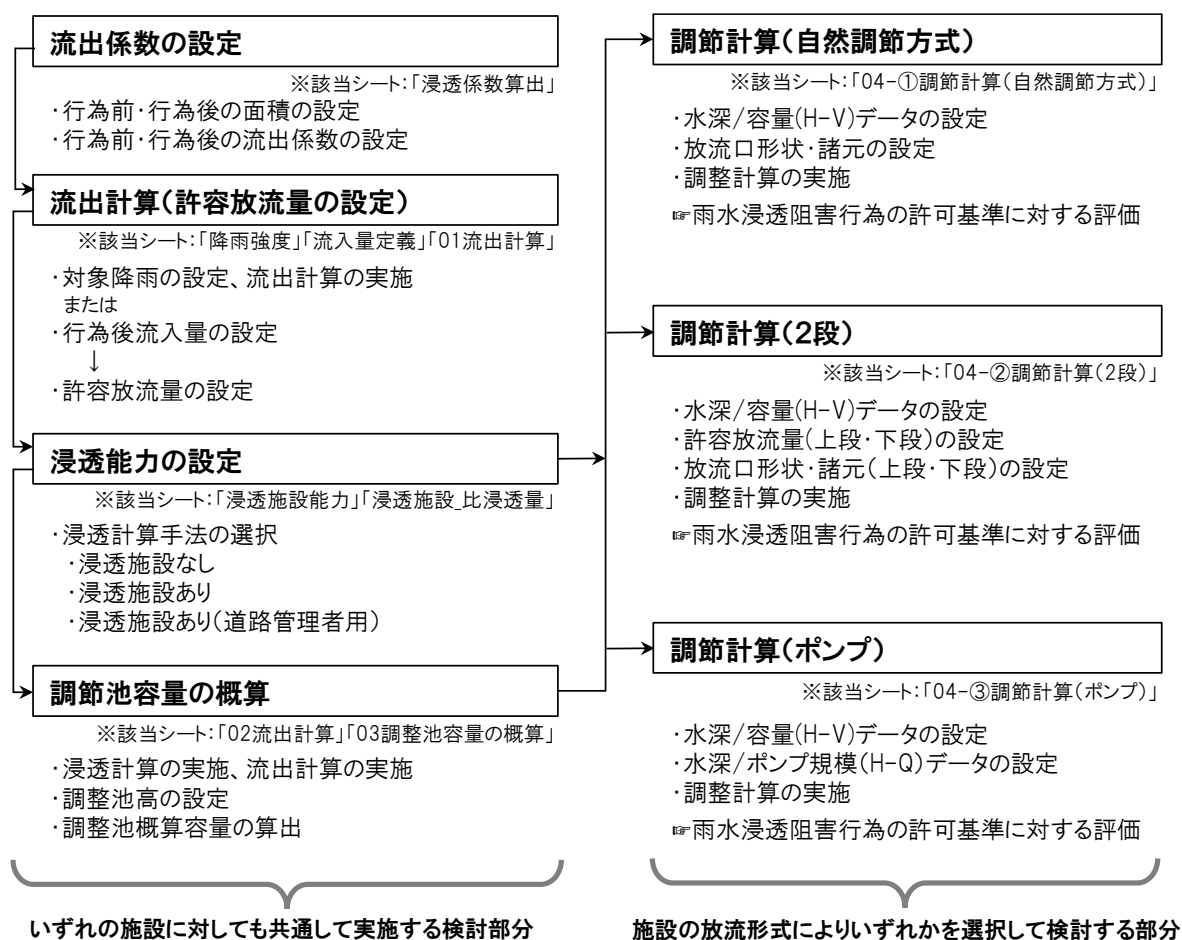 流出係数の設定
※該当シート:「浸透係数算出」
・行為前・行為後の面積の設定
・行為前・行為後の流出係数の設定
流出計算(許容放流量の設定)
※該当シート:「降雨強度」「流入量定義」「01流出計算」
・対象降雨の設定、流出計算の実施
または
・行為後流入量の設定
↓
・許容放流量の設定
浸透能力の設定
※該当シート:「浸透施設能力」「浸透施設_比浸透量」
・浸透計算手法の選択
・浸透施設なし
・浸透施設あり
・浸透施設あり(道路管理者用)
調節池容量の概算
※該当シート:「02流出計算」「03調整池容量の概算」
・浸透計算の実施、流出計算の実施
・調整池高の設定
・調整池概算容量の算出
いずれの施設に対しても共通して実施する検討部分
調節計算(自然調節方式)
※該当シート:「04-①調節計算(自然調節方式)」
・水深/容量(H-V)データの設定
・放流口形状・諸元の設定
・調整計算の実施
☞雨水浸透阻害行為の許可基準に対する評価
調節計算(2段)
※該当シート:「04-②調節計算(2段)」
・水深/容量(H-V)データの設定
・許容放流量(上段・下段)の設定
・放流口形状・諸元(上段・下段)の設定
・調整計算の実施
☞雨水浸透阻害行為の許可基準に対する評価
調節計算(ポンプ)
※該当シート:「04-③調節計算(ポンプ)」
・水深/容量(H-V)データの設定
・水深/ポンプ規模(H-Q)データの設定
・調整計算の実施
☞雨水浸透阻害行為の許可基準に対する評価
施設の放流形式によりいずれかを選択して検討する部分